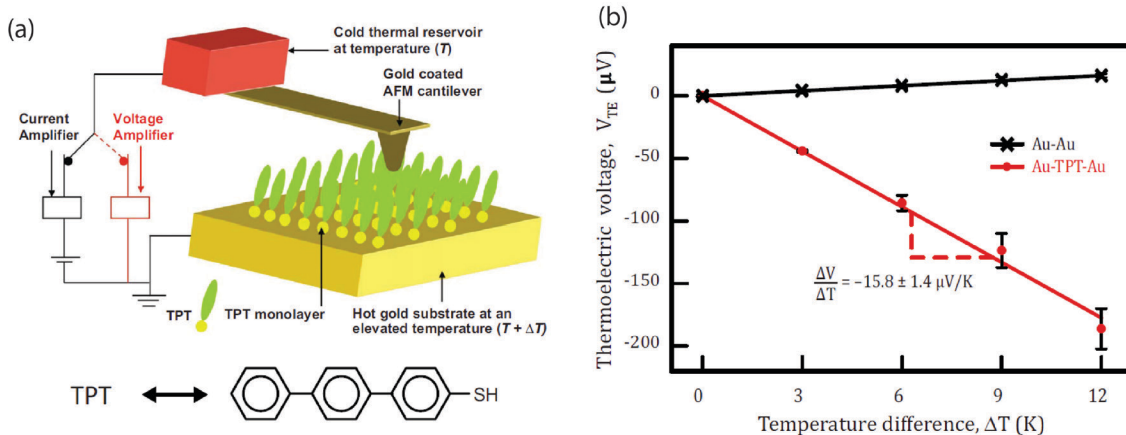 (a)
Cold thermal reservoir
at temperature (T)
Gold coated
AFM cantilever
Current
Amplifier
Voltage
Amplifier
TPT
TPT monolayer
Hot gold substrate at an
elevated temperature (T + ΔT)
TPT
SH
(b)
Thermoelectric voltage, V_TE (μV)
0
-50
-100
-150
-200
Au-Au
Au-TPT-Au
ΔV/ΔT = −15.8 ± 1.4 μV/K
0 3 6 9 12
Temperature difference, ΔT (K)